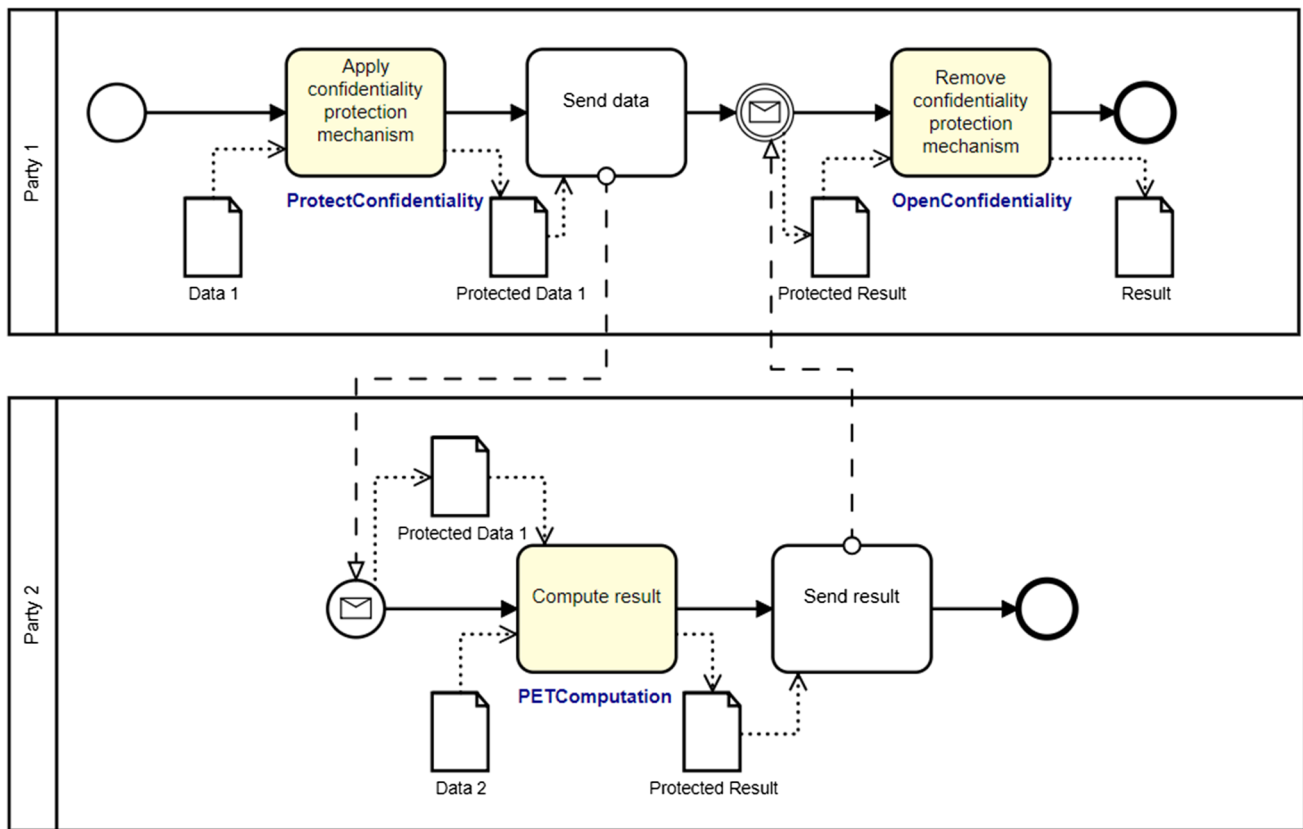 Party 1
Apply
confidentiality
protection
mechanism
ProtectConfidentiality
Send data
Remove
confidentiality
protection
mechanism
OpenConfidentiality
Data 1
Protected Data 1
Protected Result
Result
Party 2
Protected Data 1
Compute result
PETComputation
Send result
Data 2
Protected Result